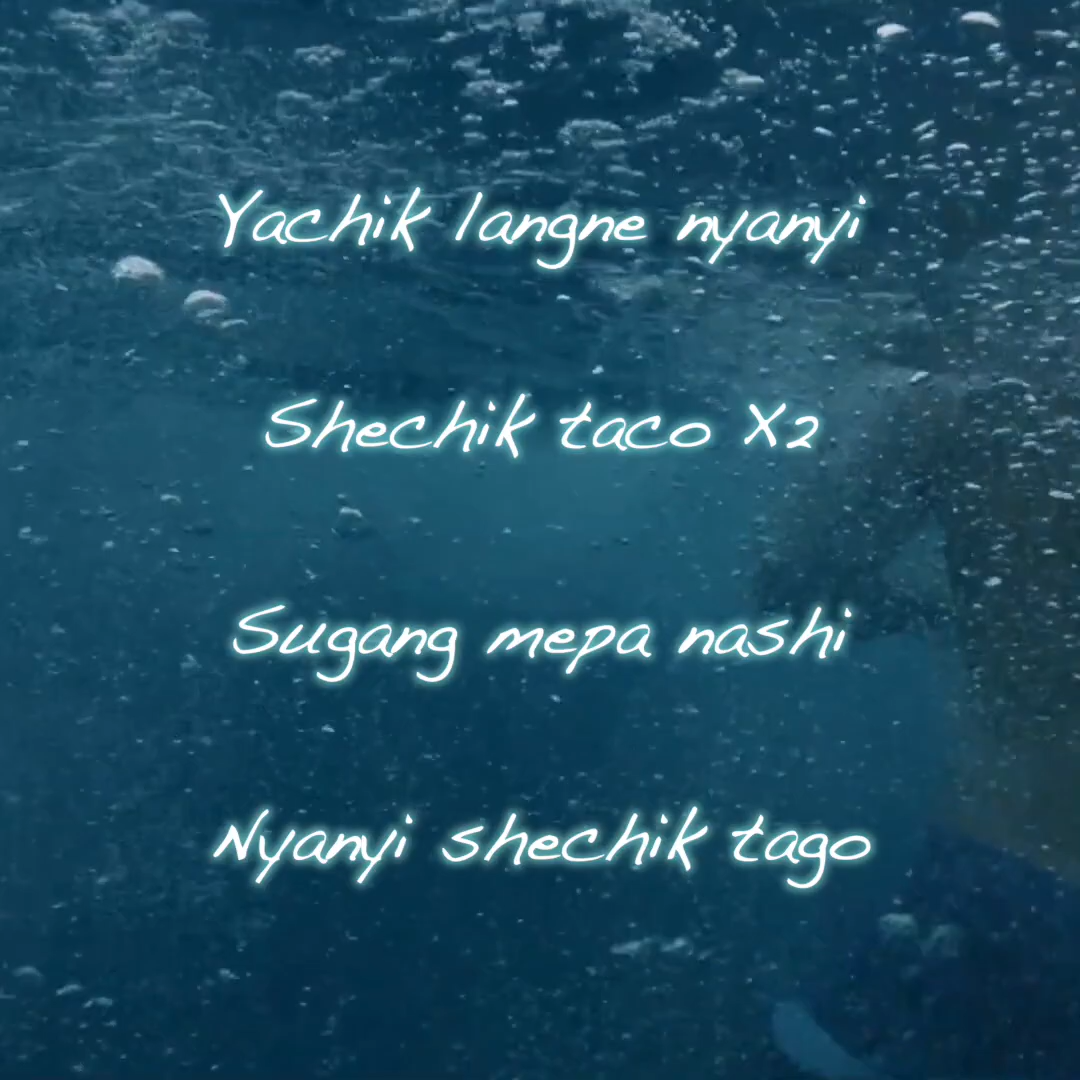 Yachik langne nyanyi
Shechik taco X2
Sugang mepa nashi
Nyanyi shechik tago